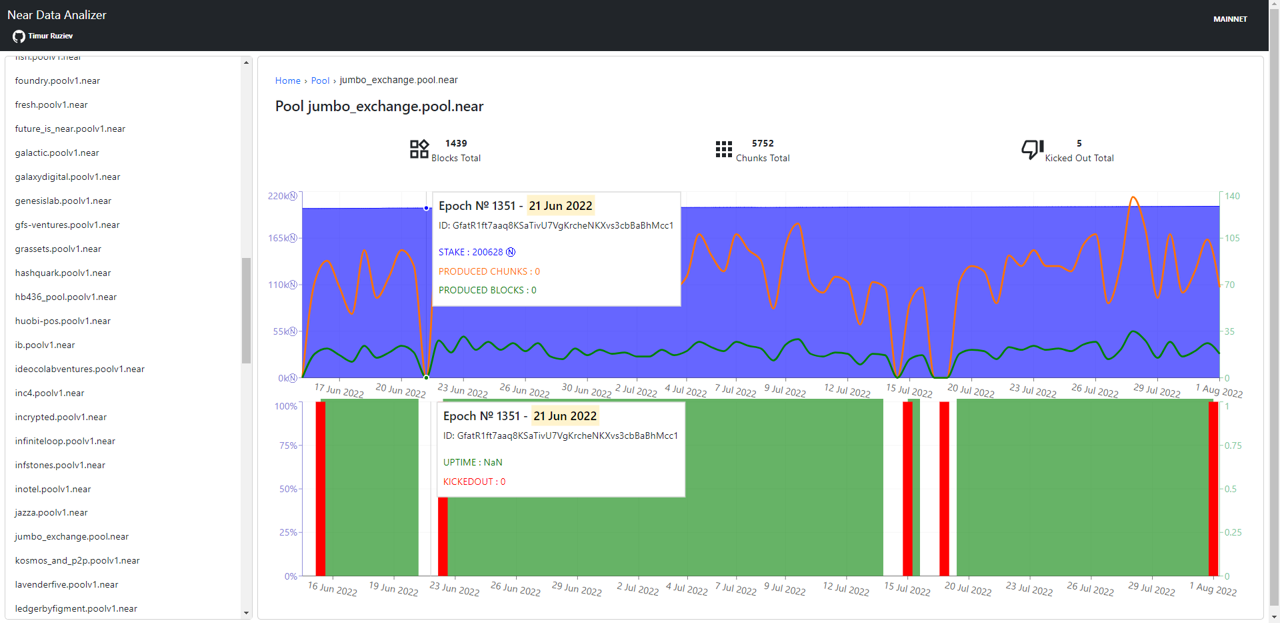 Near Data Analizer
Timur Ruziev
MAINNET
foundry.poolv1.near
fresh.poolv1.near
future_is_near.poolv1.near
galactic.poolv1.near
galaxydigital.poolv1.near
genesislab.poolv1.near
gfs-ventures.poolv1.near
grassets.poolv1.near
hashquark.poolv1.near
hb436_pool.poolv1.near
huobi-pos.poolv1.near
ib.poolv1.near
ideocolabventures.poolv1.near
inc4.poolv1.near
incrypted.poolv1.near
infiniteloop.poolv1.near
infstones.poolv1.near
inotel.poolv1.near
jazza.poolv1.near
jumbo_exchange.pool.near
kosmos_and_p2p.poolv1.near
lavenderfive.poolv1.near
ledgerbyfigment.poolv1.near
Home › Pool › jumbo_exchange.pool.near
Pool jumbo_exchange.pool.near
1439
Blocks Total
5752
Chunks Total
5
Kicked Out Total
220kⓃ
165kⓃ
110kⓃ
55kⓃ
0kⓃ
140
105
70
35
0
Epoch № 1351 - 21 Jun 2022
ID: GfatR1ft7aaq8KSaTivU7VgKrcheNKXvs3cbBaBhMcc1
STAKE : 200628 Ⓝ
PRODUCED CHUNKS : 0
PRODUCED BLOCKS : 0
17 Jun 2022 20 Jun 2022 23 Jun 2022 26 Jun 2022 30 Jun 2022 2 Jul 2022 4 Jul 2022 7 Jul 2022 9 Jul 2022 12 Jul 2022 15 Jul 2022 20 Jul 2022 23 Jul 2022 26 Jul 2022 29 Jul 2022 1 Aug 2022
100%
75%
50%
25%
0%
1
0.75
0.5
0.25
0
Epoch № 1351 - 21 Jun 2022
ID: GfatR1ft7aaq8KSaTivU7VgKrcheNKXvs3cbBaBhMcc1
UPTIME : NaN
KICKEDOUT : 0
16 Jun 2022 19 Jun 2022 23 Jun 2022 26 Jun 2022 29 Jun 2022 2 Jul 2022 4 Jul 2022 7 Jul 2022 9 Jul 2022 12 Jul 2022 15 Jul 2022 20 Jul 2022 23 Jul 2022 26 Jul 2022 29 Jul 2022 1 Aug 2022